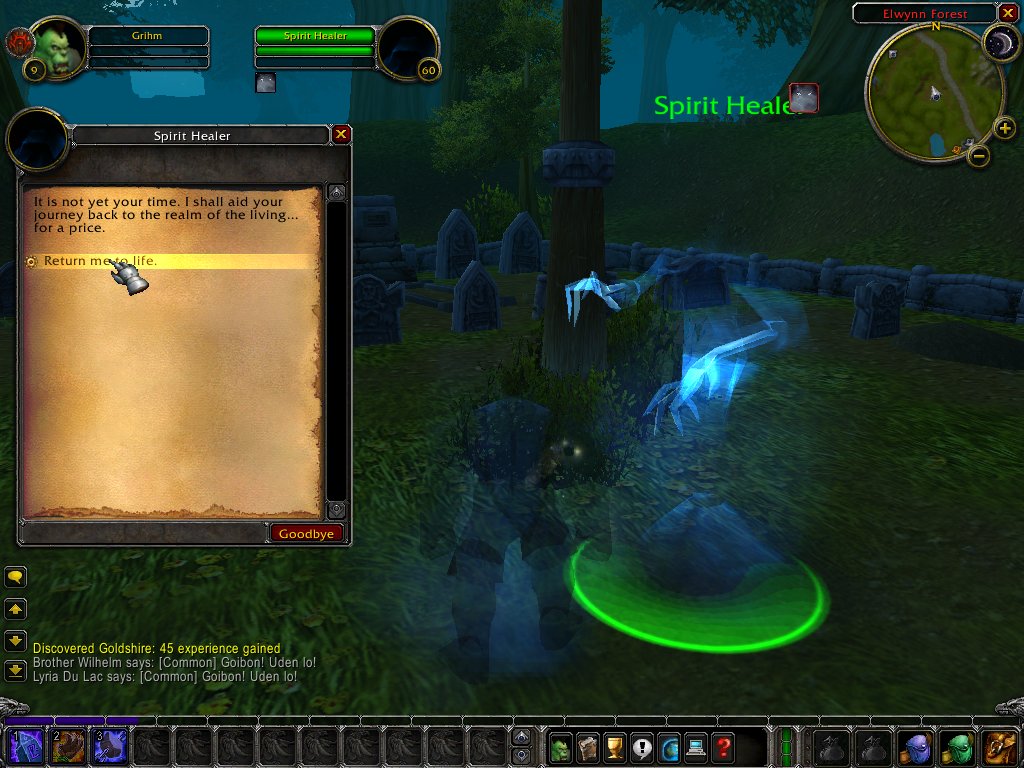 Grihm
9
Spirit Healer
60
Elwynn Forest
N
Spirit Heale
Spirit Healer
It is not yet your time. I shall aid your
journey back to the realm of the living...
for a price.
Return me to life.
Goodbye
Discovered Goldshire: 45 experience gained
Brother Wilhelm says: [Common] Goibon! Uden lo!
Lyria Du Lac says: [Common] Goibon! Uden lo!
1 2 3